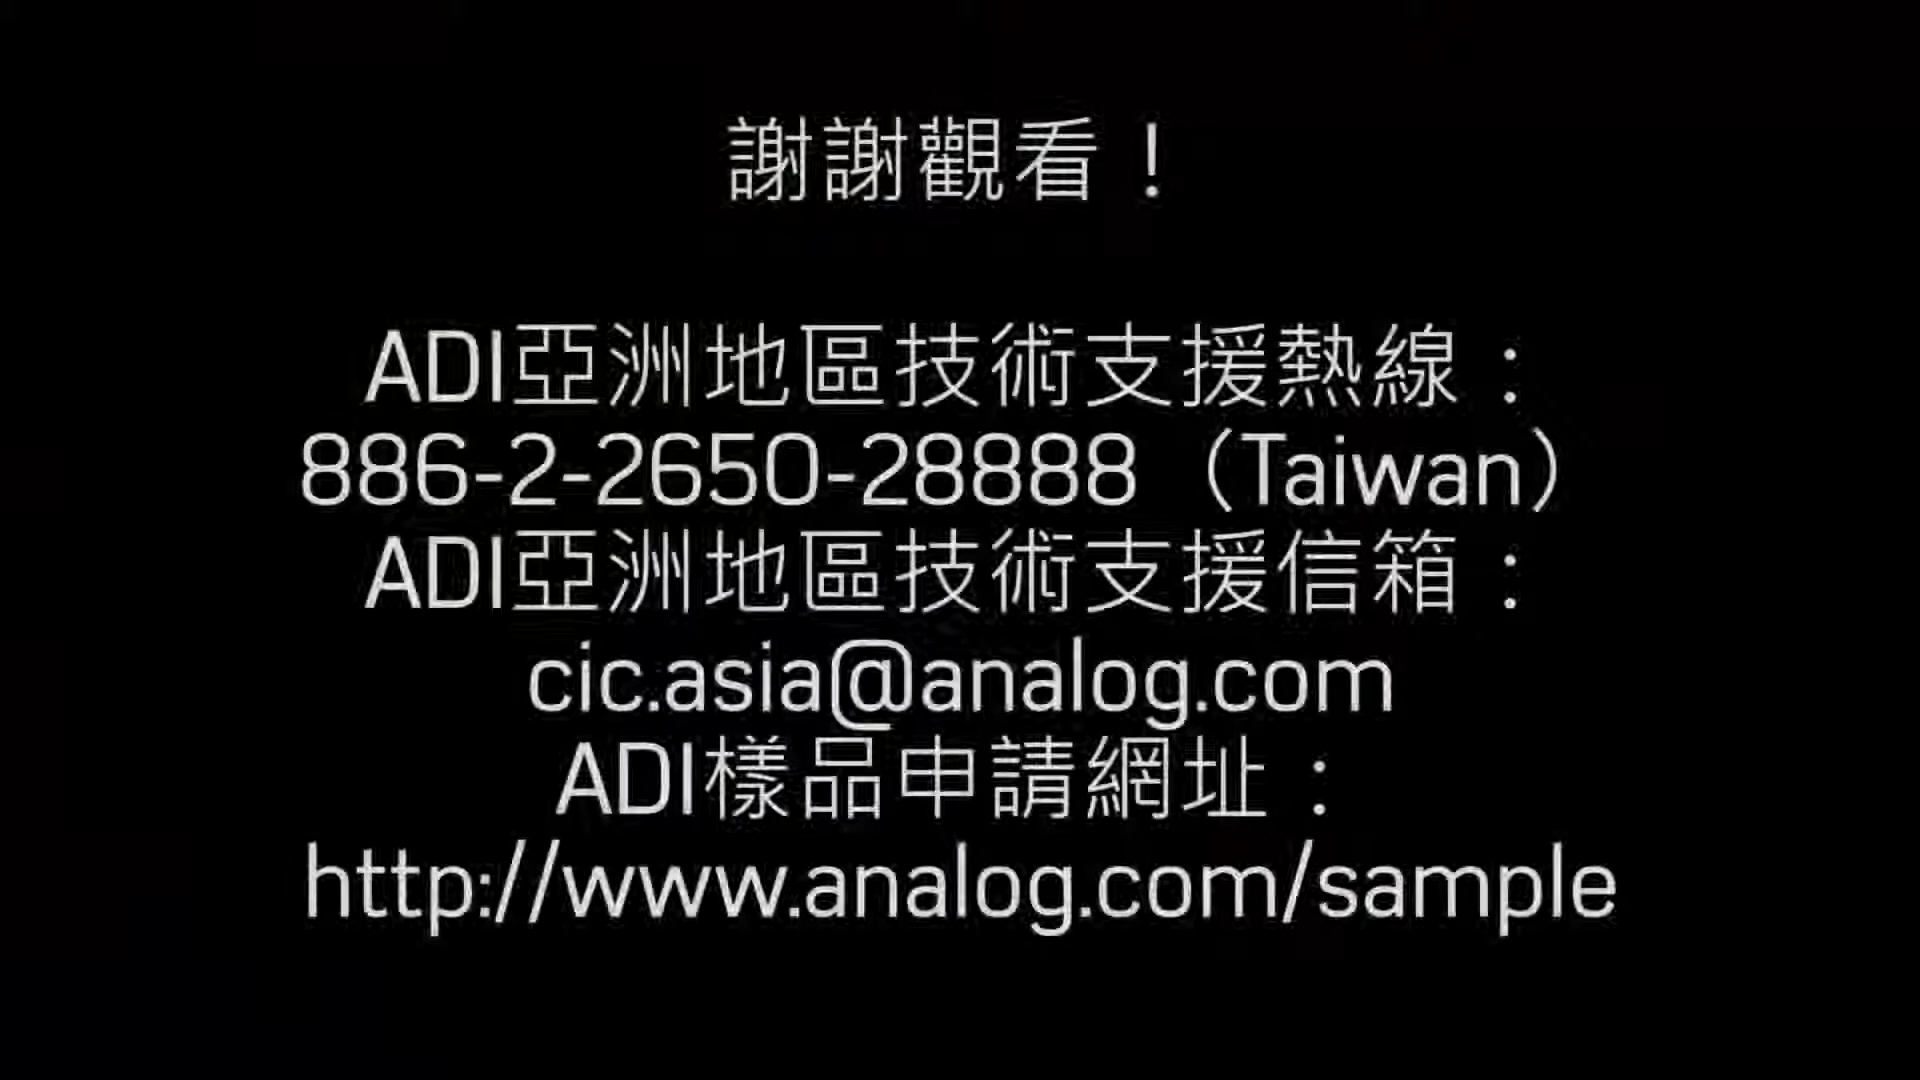 謝謝觀看！
ADI亞洲地區技術支援熱線：
886-2-2650-28888（Taiwan）
ADI亞洲地區技術支援信箱：
cic.asia@analog.com
ADI樣品申請網址：
http://www.analog.com/sample